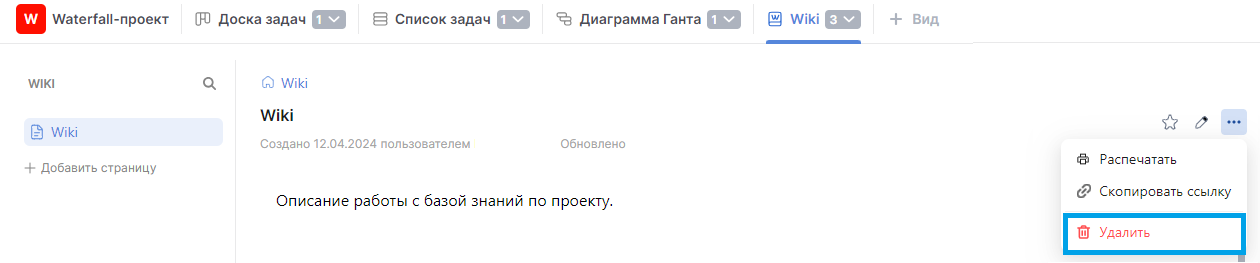 W Waterfall-проект Доска задач 1 Список задач 1 Диаграмма Ганта 1 Wiki 3 + Вид
WIKI
Wiki
Wiki
Wiki
Создано 12.04.2024 пользователем Обновлено
+ Добавить страницу
Описание работы с базой знаний по проекту.
Распечатать
Скопировать ссылку
Удалить